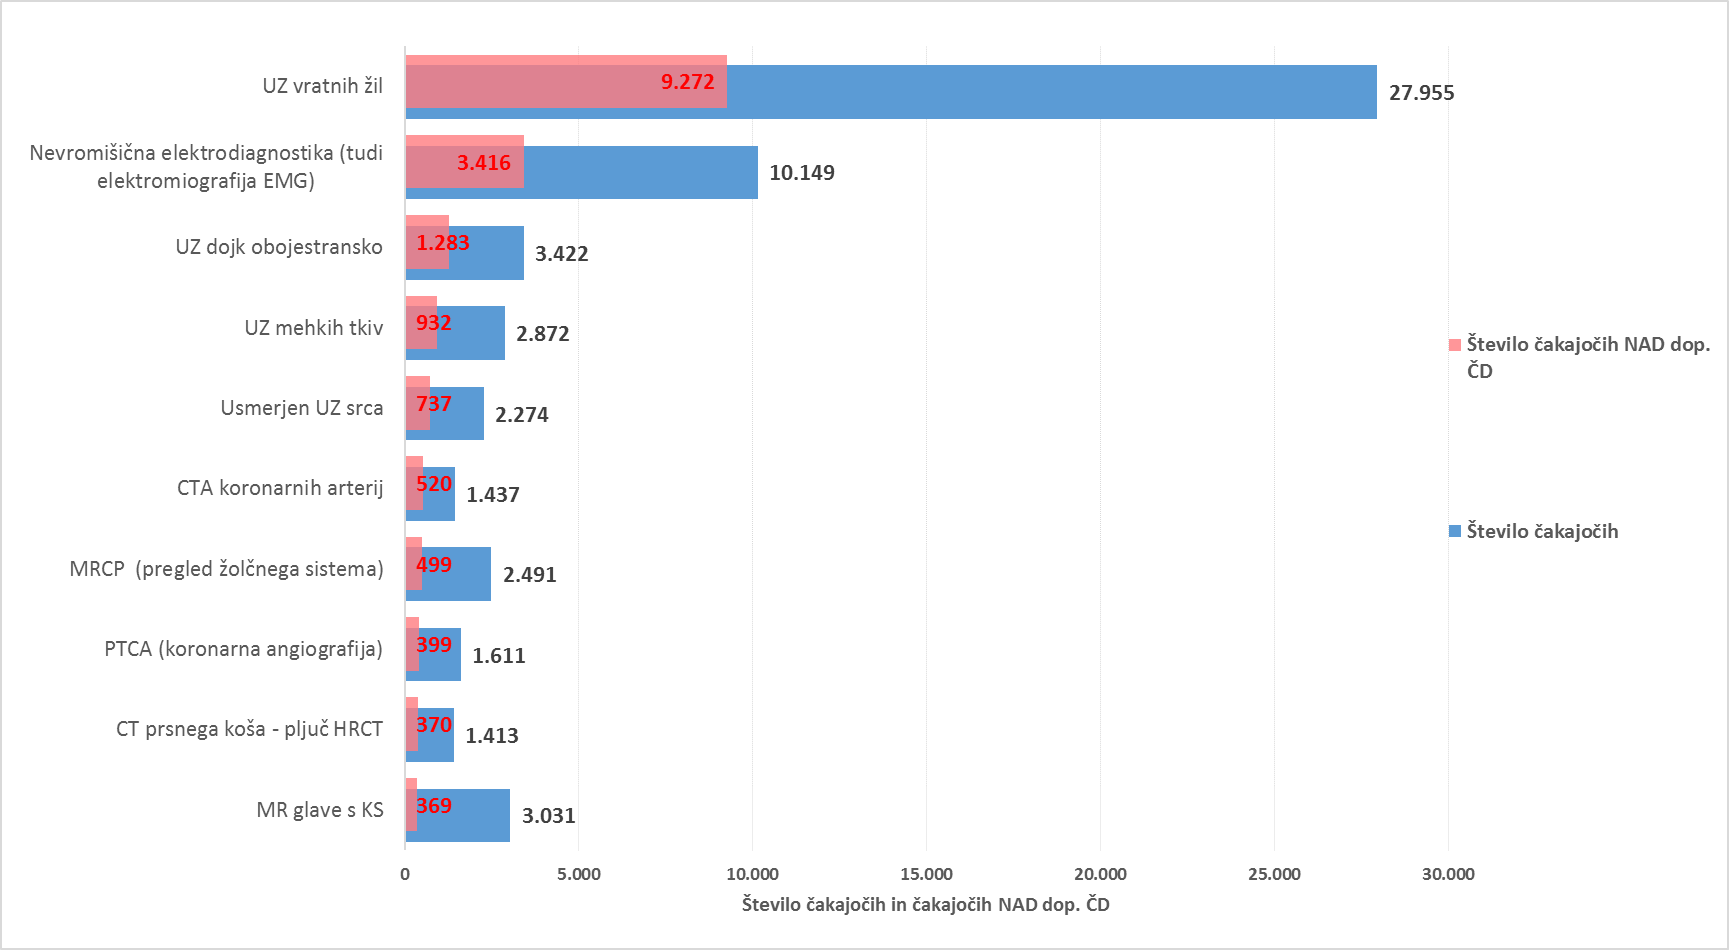 UZ vratnih žil
9.272
27.955
Nevromišična elektrodiagnostika (tudi
elektromiografija EMG)
3.416
10.149
UZ dojk obojestransko
1.283
3.422
UZ mehkih tkiv
932
2.872
Usmerjen UZ srca
737
2.274
CTA koronarnih arterij
520
1.437
MRCP  (pregled žolčnega sistema)
499
2.491
PTCA (koronarna angiografija)
399
1.611
CT prsnega koša - pljuč HRCT
370
1.413
MR glave s KS
369
3.031
0
5.000
10.000
15.000
20.000
25.000
30.000
Število čakajočih in čakajočih NAD dop. ČD
Število čakajočih NAD dop.
ČD
Število čakajočih